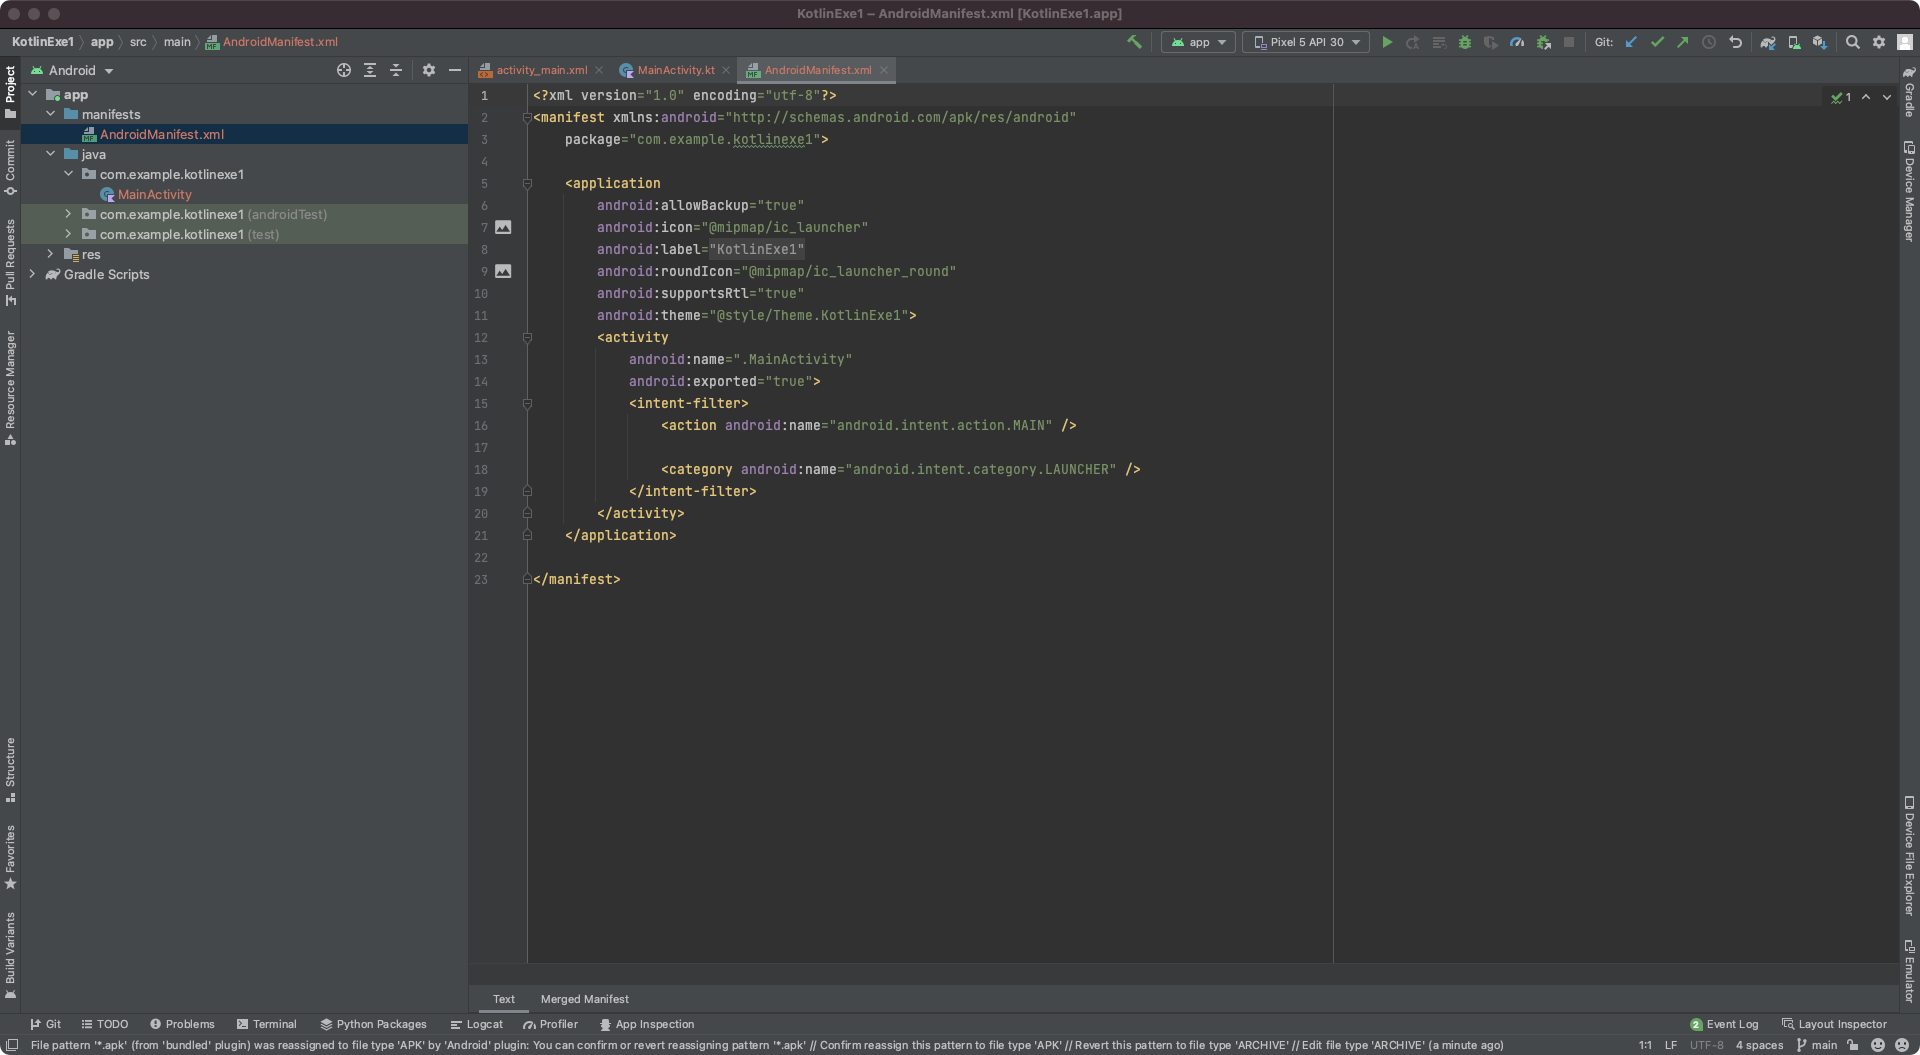 KotlinExe1 – AndroidManifest.xml [KotlinExe1.app]
KotlinExe1 app src main AndroidManifest.xml
app
Pixel 5 API 30
Git:
Project
Commit
Pull Requests
Resource Manager
Structure
Favorites
Build Variants
Android
app
manifests
AndroidManifest.xml
java
com.example.kotlinexe1
MainActivity
com.example.kotlinexe1 (androidTest)
com.example.kotlinexe1 (test)
res
Gradle Scripts
activity_main.xml MainActivity.kt AndroidManifest.xml
1 <?xml version="1.0" encoding="utf-8"?>
2 <manifest xmlns:android="http://schemas.android.com/apk/res/android"
3 package="com.example.kotlinexe1">
4
5 <application
6 android:allowBackup="true"
7 android:icon="@mipmap/ic_launcher"
8 android:label="KotlinExe1"
9 android:roundIcon="@mipmap/ic_launcher_round"
10 android:supportsRtl="true"
11 android:theme="@style/Theme.KotlinExe1">
12 <activity
13 android:name=".MainActivity"
14 android:exported="true">
15 <intent-filter>
16 <action android:name="android.intent.action.MAIN" />
17
18 <category android:name="android.intent.category.LAUNCHER" />
19 </intent-filter>
20 </activity>
21 </application>
22
23 </manifest>
1
Gradle
Device Manager
Device File Explorer
Emulator
Text Merged Manifest
Git TODO Problems Terminal Python Packages Logcat Profiler App Inspection 2 Event Log Layout Inspector
File pattern '*.apk' (from 'bundled' plugin) was reassigned to file type 'APK' by 'Android' plugin: You can confirm or revert reassigning pattern '*.apk' // Confirm reassign this pattern to file type 'APK' // Revert this pattern to file type 'ARCHIVE' // Edit file type 'ARCHIVE' (a minute ago) 1:1 LF UTF-8 4 spaces main